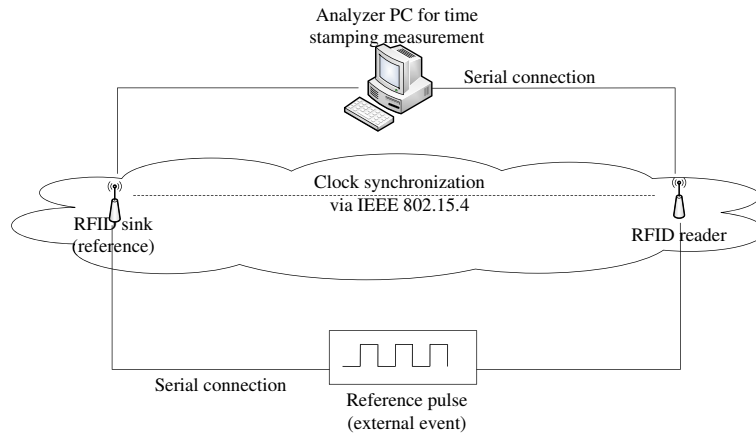 Analyzer PC for time
stamping measurement
Serial connection
Clock synchronization
via IEEE 802.15.4
RFID sink
(reference)
RFID reader
Serial connection
Reference pulse
(external event)